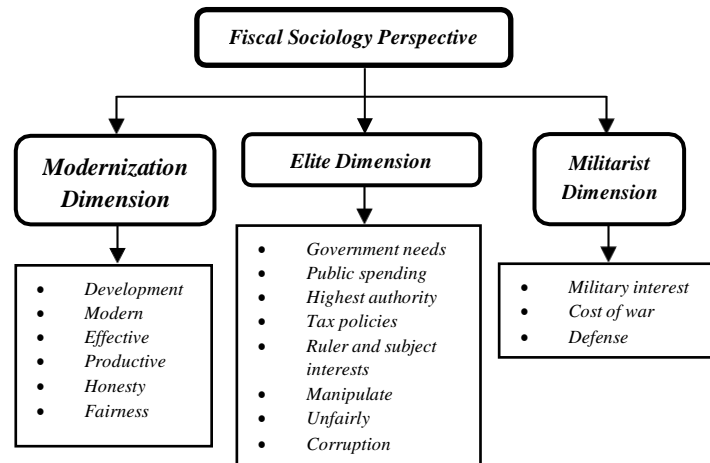 Fiscal Sociology Perspective
Modernization
Dimension
Elite Dimension
Militarist
Dimension
• Development
• Modern
• Effective
• Productive
• Honesty
• Fairness
• Government needs
• Public spending
• Highest authority
• Tax policies
• Ruler and subject
interests
• Manipulate
• Unfairly
• Corruption
• Military interest
• Cost of war
• Defense